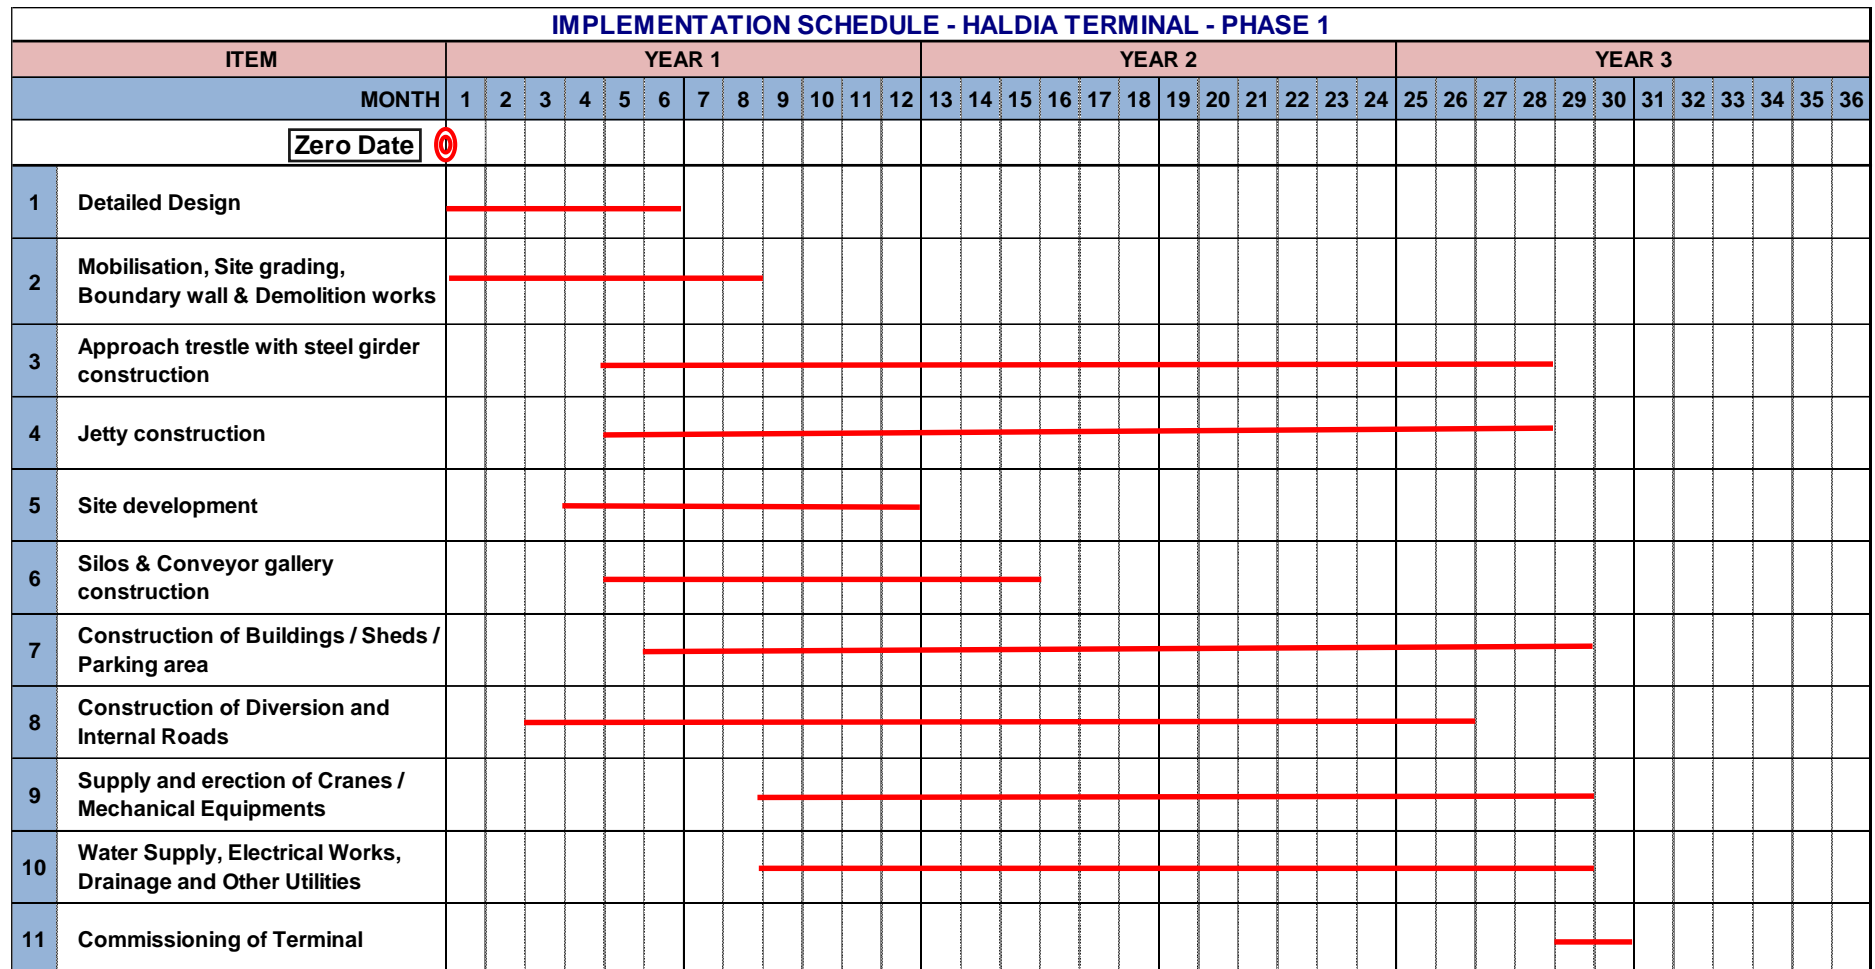 IMPLEMENTATION SCHEDULE - HALDIA TERMINAL - PHASE 1
ITEM YEAR 1 YEAR 2 YEAR 3
MONTH 1 2 3 4 5 6 7 8 9 10 11 12 13 14 15 16 17 18 19 20 21 22 23 24 25 26 27 28 29 30 31 32 33 34 35 36
Zero Date
1 Detailed Design
2 Mobilisation, Site grading,
Boundary wall & Demolition works
3 Approach trestle with steel girder
construction
4 Jetty construction
5 Site development
6 Silos & Conveyor gallery
construction
7 Construction of Buildings / Sheds /
Parking area
8 Construction of Diversion and
Internal Roads
9 Supply and erection of Cranes /
Mechanical Equipments
10 Water Supply, Electrical Works,
Drainage and Other Utilities
11 Commissioning of Terminal